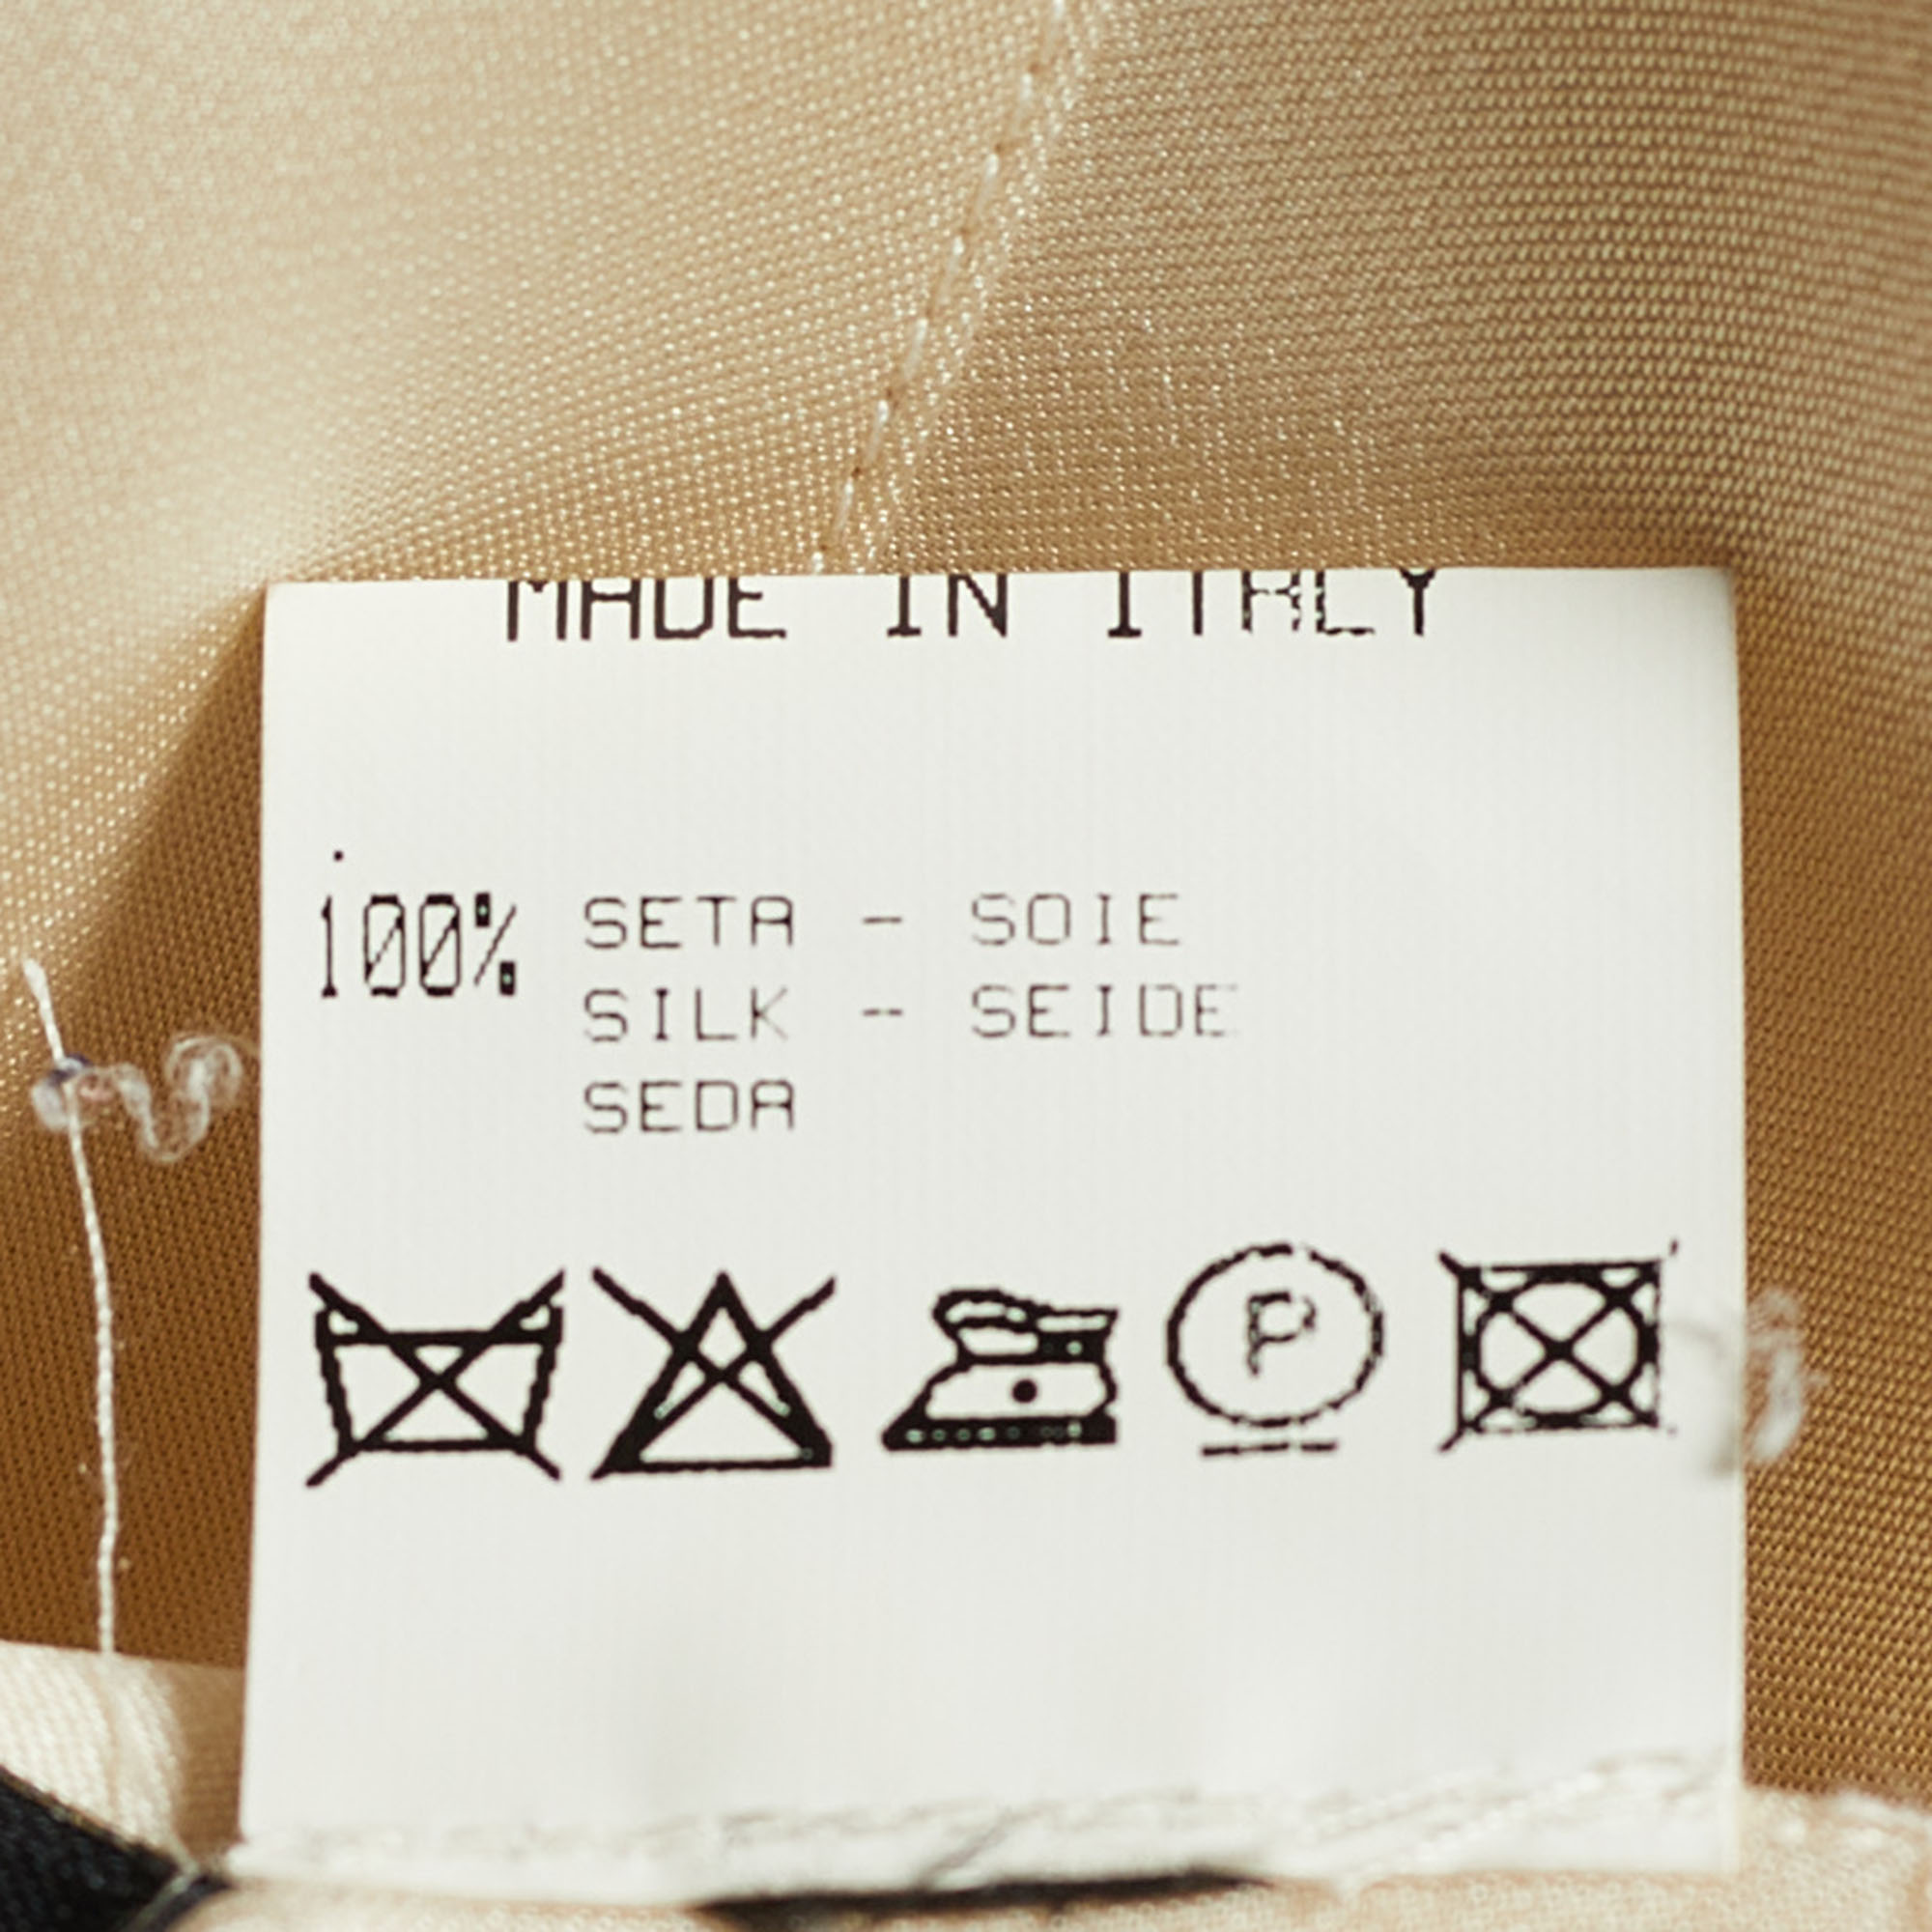 MADE IN ITALY
100% SETA - SOIE
SILK - SEIDE
SEDA
P